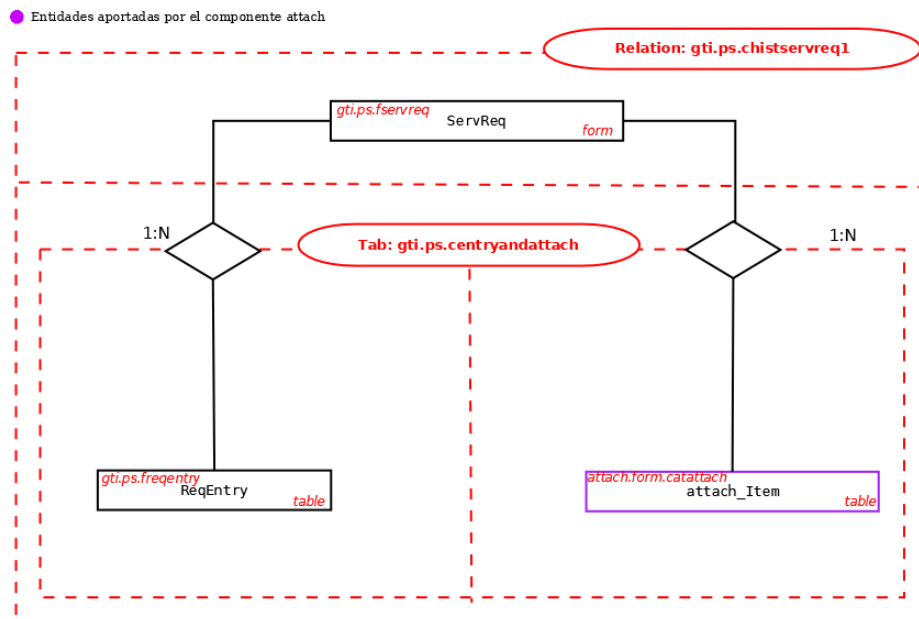 Entidades aportadas por el componente attach
Relation: gti.ps.chistservreq1
gti.ps.fservreq
ServReq
form
1:N
Tab: gti.ps.centryandattach
1:N
gti.ps.freqentry
ReqEntry
table
attach.form.catattach
attach_Item
table